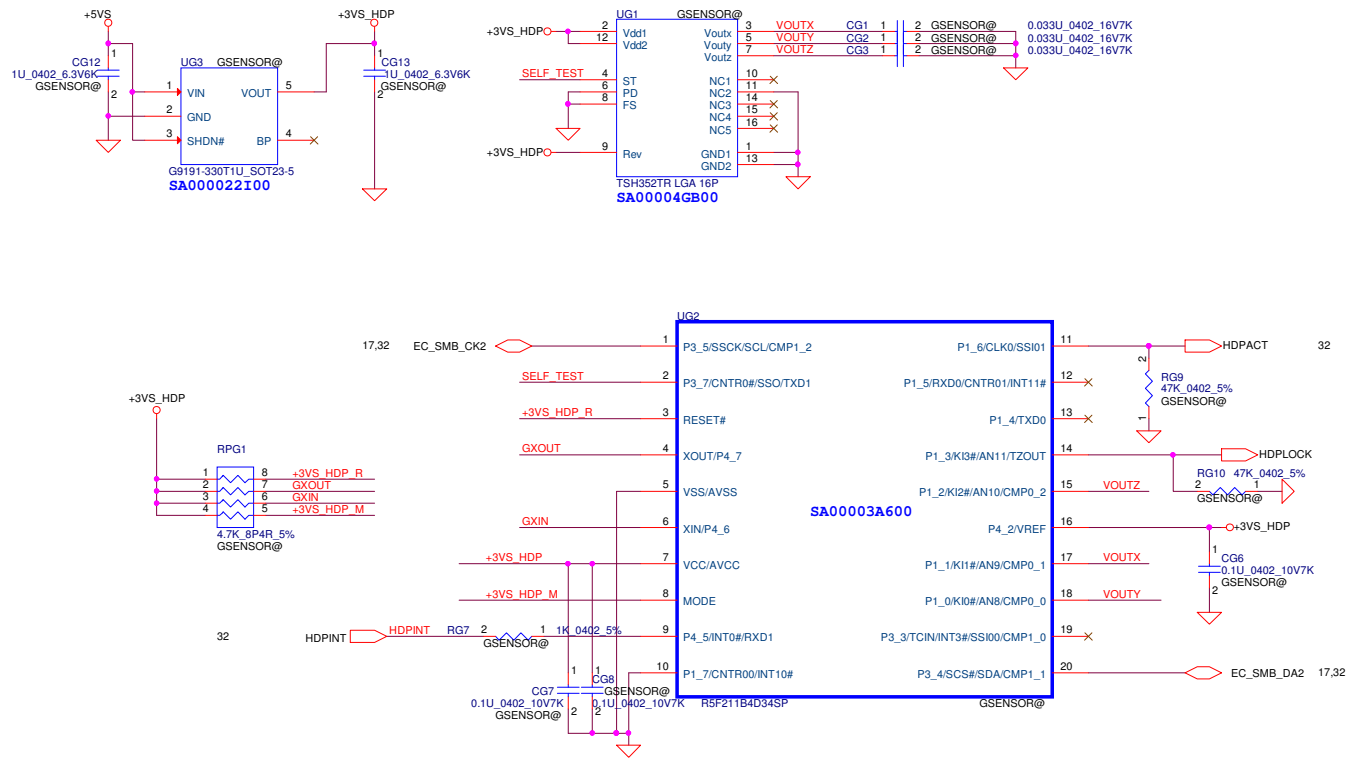 +5VS
+3VS_HDP
CG12
1U_0402_6.3V6K
GSENSOR@
1
2
UG3
GSENSOR@
1 VIN
2 GND
3 SHDN#
VOUT 5
BP 4
G9191-330T1U_SOT23-5
SA000022I00
CG13
1U_0402_6.3V6K
GSENSOR@
1
2
UG1
GSENSOR@
+3VS_HDP
2 Vdd1
12 Vdd2
SELF_TEST
4 ST
6 PD
8 FS
+3VS_HDP
9 Rev
Voutx 3 VOUTX CG1 1 2 GSENSOR@ 0.033U_0402_16V7K
Vouty 5 VOUTY CG2 1 2 GSENSOR@ 0.033U_0402_16V7K
Voutz 7 VOUTZ CG3 1 2 GSENSOR@ 0.033U_0402_16V7K
NC1 10
NC2 11
NC3 14
NC4 15
NC5 16
GND1 1
GND2 13
TSH352TR LGA 16P
SA00004GB00
+3VS_HDP
RPG1
1 8 +3VS_HDP_R
2 7 GXOUT
3 6 GXIN
4 5 +3VS_HDP_M
4.7K_8P4R_5%
GSENSOR@
UG2
17,32 EC_SMB_CK2 1 P3_5/SSCK/SCL/CMP1_2
SELF_TEST 2 P3_7/CNTR0#/SSO/TXD1
+3VS_HDP_R 3 RESET#
GXOUT 4 XOUT/P4_7
5 VSS/AVSS
GXIN 6 XIN/P4_6
+3VS_HDP 7 VCC/AVCC
+3VS_HDP_M 8 MODE
32 HDPINT HDPINT RG7 2 1 1K_0402_5% 9 P4_5/INT0#/RXD1
GSENSOR@
10 P1_7/CNTR00/INT10#
1 1
CG7
CG8
GSENSOR@
0.1U_0402_10V7K
0.1U_0402_10V7K
GSENSOR@
2 2
SA00003A600
R5F211B4D34SP
GSENSOR@
P1_6/CLK0/SSI01 11 HDPACT 32
P1_5/RXD0/CNTR01/INT11# 12
P1_4/TXD0 13
P1_3/KI3#/AN11/TZOUT 14 HDPLOCK
P1_2/KI2#/AN10/CMP0_2 15 VOUTZ
P4_2/VREF 16 +3VS_HDP
P1_1/KI1#/AN9/CMP0_1 17 VOUTX
P1_0/KI0#/AN8/CMP0_0 18 VOUTY
P3_3/TCIN/INT3#/SSI00/CMP1_0 19
P3_4/SCS#/SDA/CMP1_1 20 EC_SMB_DA2 17,32
2
RG9
47K_0402_5%
GSENSOR@
1
RG10 47K_0402_5%
2 1
GSENSOR@
1
CG6
0.1U_0402_10V7K
GSENSOR@
2